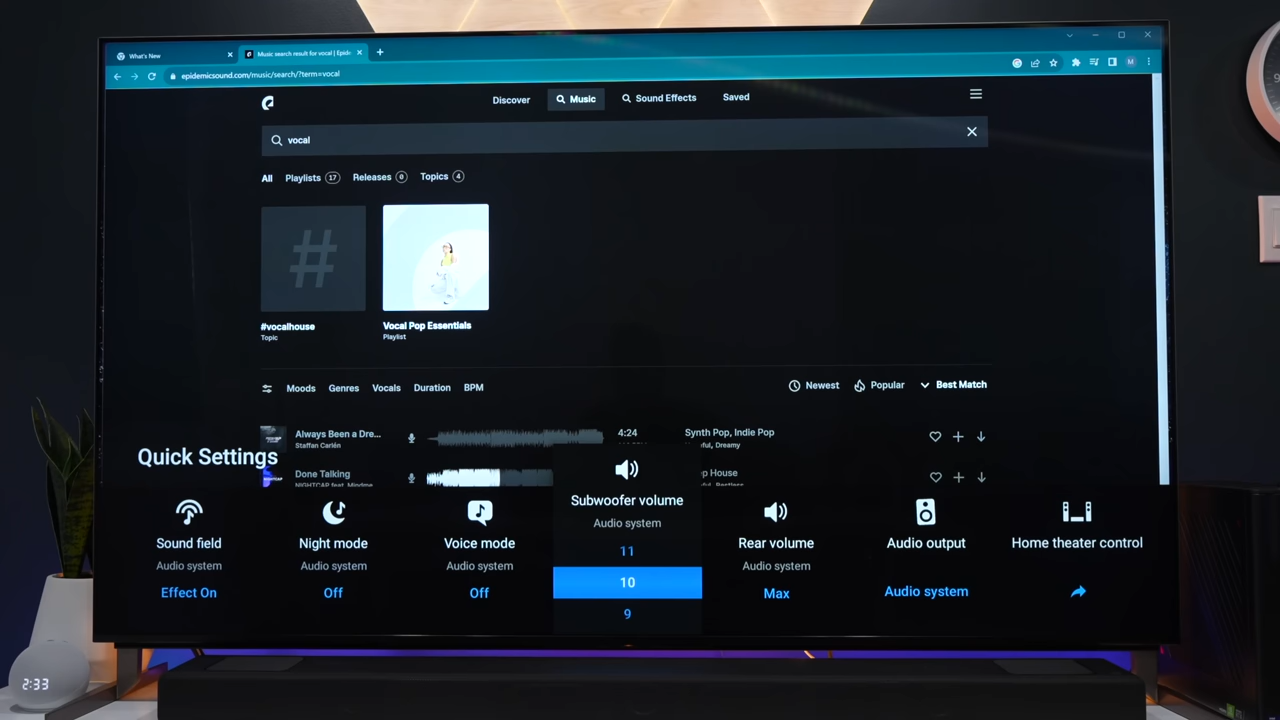 What's New
Music search result for vocal | Epide
epidemicsound.com/music/search/?term=vocal
M
Discover
Music
Sound Effects
Saved
vocal
All
Playlists 17
Releases 0
Topics 4
#
#vocalhouse
Topic
Vocal Pop Essentials
Playlist
Moods
Genres
Vocals
Duration
BPM
Newest
Popular
Best Match
Always Been a Dre...
Staffan Carlén
4:24
Synth Pop, Indie Pop
Dreamy
Done Talking
NIGHTCAP feat. Mindme
House
Restless
Quick Settings
Sound field
Audio system
Effect On
Night mode
Audio system
Off
Voice mode
Audio system
Off
Subwoofer volume
Audio system
11
10
9
Rear volume
Audio system
Max
Audio output
Audio system
Home theater control
2:33